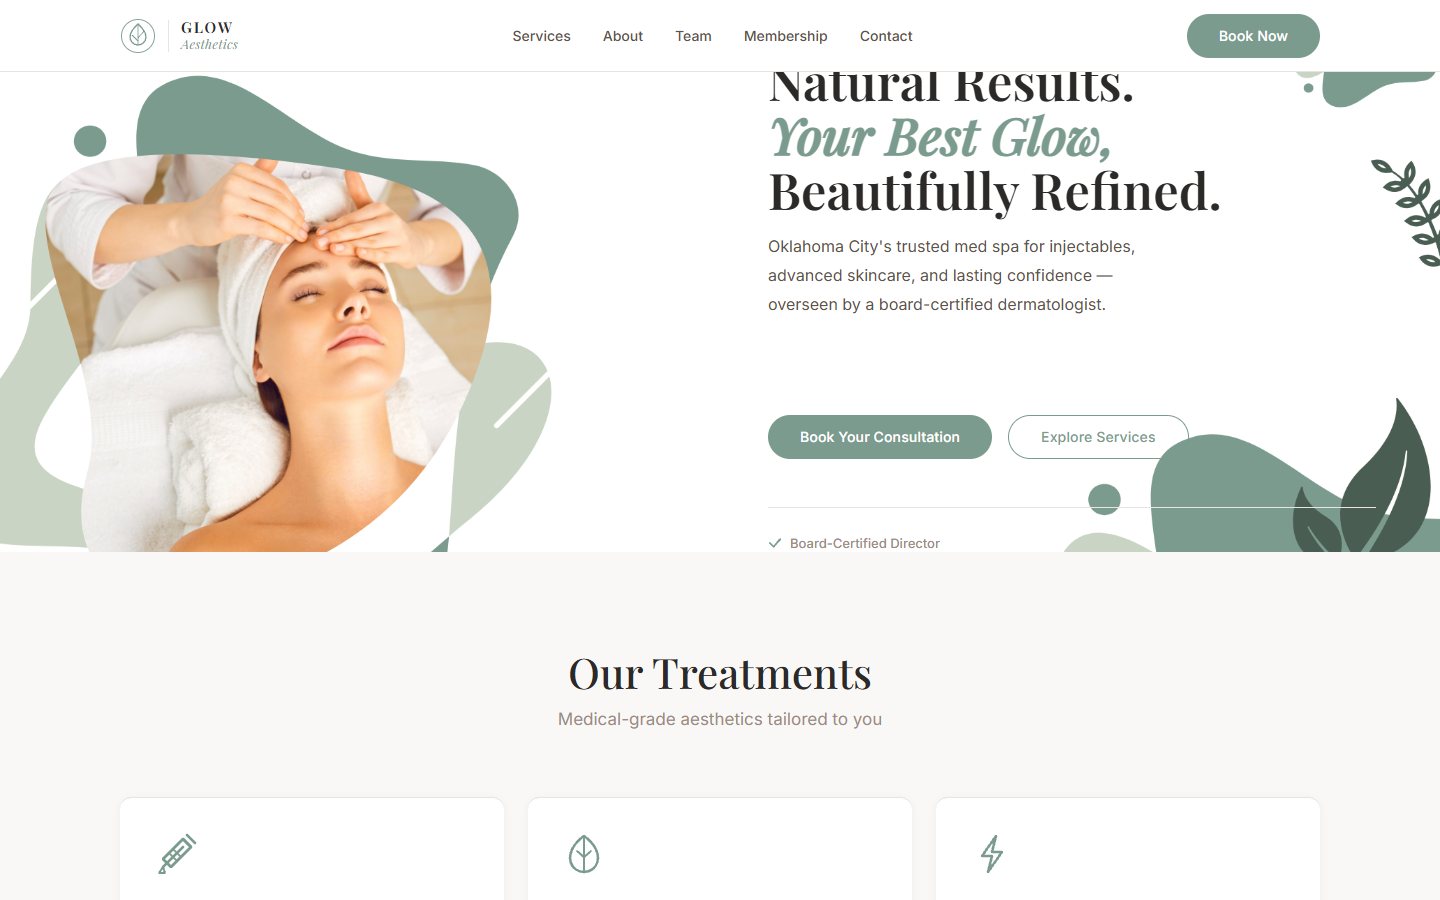 GLOW
Aesthetics
Services
About
Team
Membership
Contact
Book Now
Natural Results.
Your Best Glow,
Beautifully Refined.
Oklahoma City's trusted med spa for injectables,
advanced skincare, and lasting confidence —
overseen by a board-certified dermatologist.
Book Your Consultation
Explore Services
Board-Certified Director
Our Treatments
Medical-grade aesthetics tailored to you